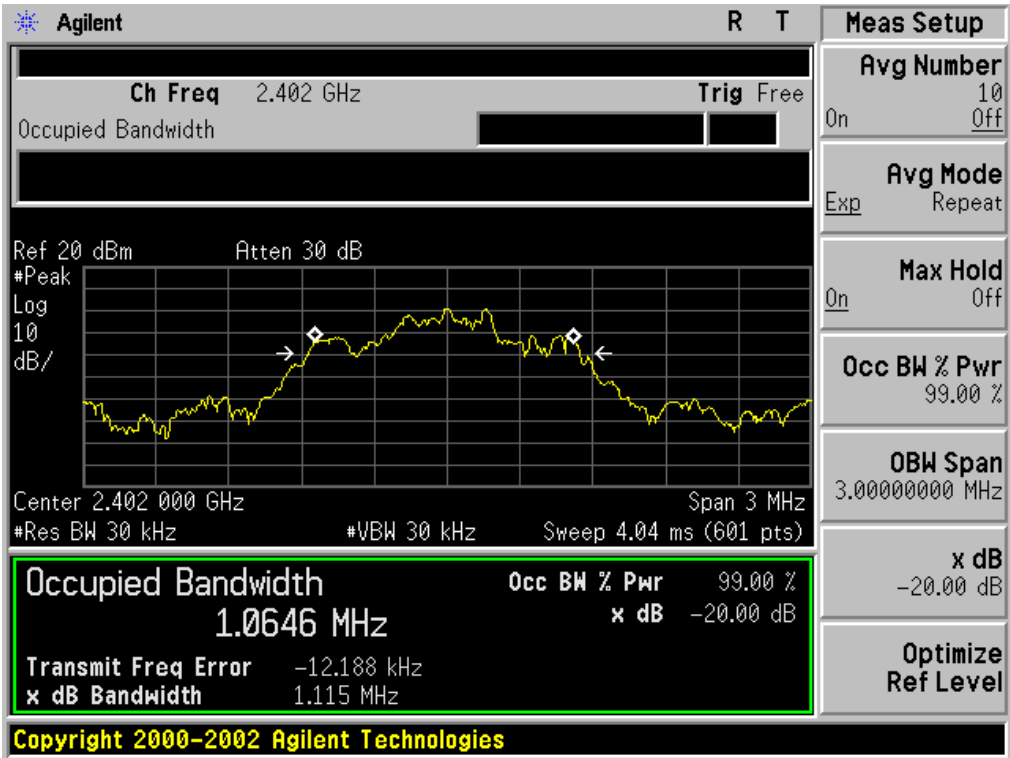 Agilent R T
Ch Freq 2.402 GHz Trig Free
Occupied Bandwidth
Ref 20 dBm Atten 30 dB
#Peak
Log
10
dB/
Center 2.402 000 GHz Span 3 MHz
#Res BW 30 kHz #VBW 30 kHz Sweep 4.04 ms (601 pts)
Occupied Bandwidth Occ BW % Pwr 99.00 %
1.0646 MHz x dB -20.00 dB
Transmit Freq Error -12.188 kHz
x dB Bandwidth 1.115 MHz
Copyright 2000-2002 Agilent Technologies
Meas Setup
Avg Number
10
On Off
Avg Mode
Exp Repeat
Max Hold
On Off
Occ BW % Pwr
99.00 %
OBW Span
3.00000000 MHz
x dB
-20.00 dB
Optimize
Ref Level